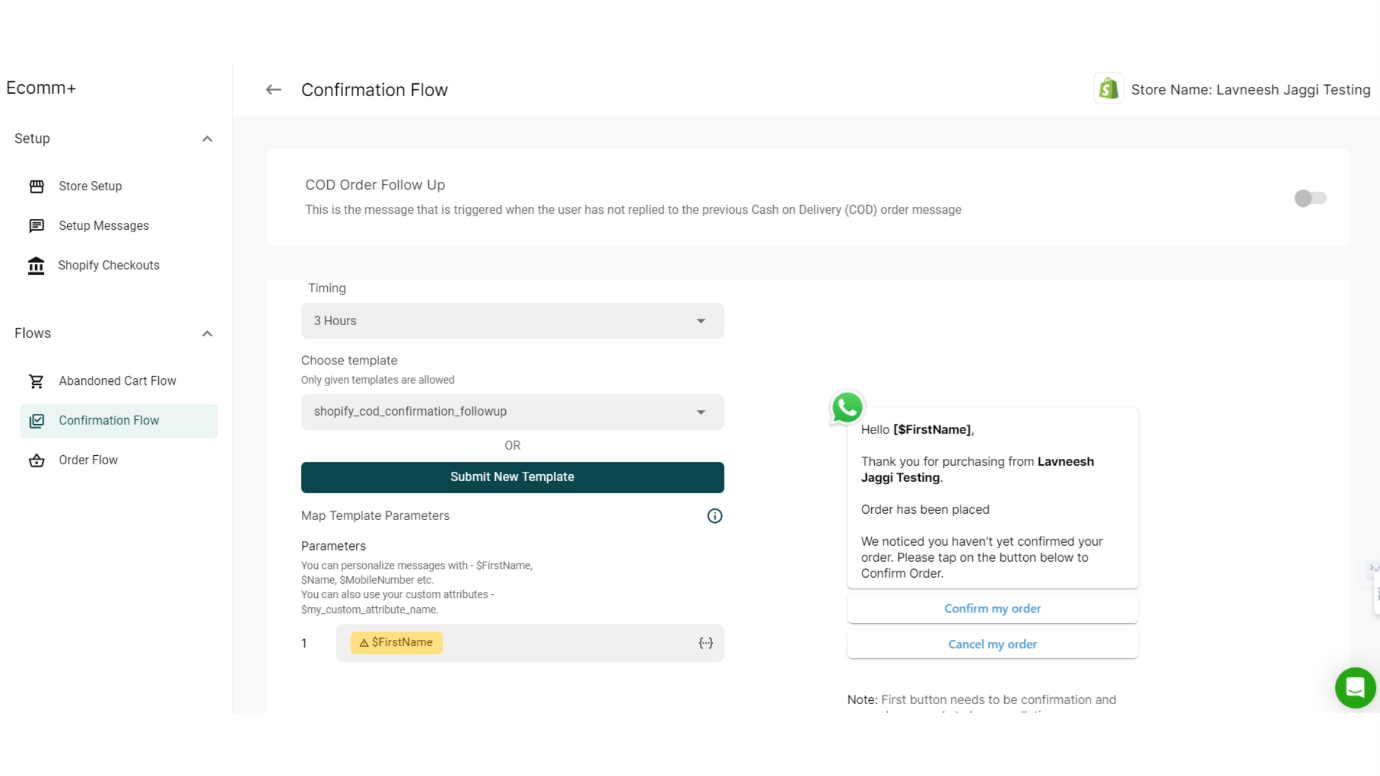 Ecomm+
Confirmation Flow
Store Name: Lavneesh Jaggi Testing
Setup
Store Setup
Setup Messages
Shopify Checkouts
Flows
Abandoned Cart Flow
Confirmation Flow
Order Flow
COD Order Follow Up
This is the message that is triggered when the user has not replied to the previous Cash on Delivery (COD) order message
Timing
3 Hours
Choose template
Only given templates are allowed
shopify_cod_confirmation_followup
OR
Submit New Template
Map Template Parameters
Parameters
You can personalize messages with - $FirstName,
$Name, $MobileNumber etc.
You can also use your custom attributes -
$my_custom_attribute_name.
1
$FirstName
Hello [$FirstName],
Thank you for purchasing from Lavneesh
Jaggi Testing.
Order has been placed
We noticed you haven't yet confirmed your
order. Please tap on the button below to
Confirm Order.
Confirm my order
Cancel my order
Note: First button needs to be confirmation and